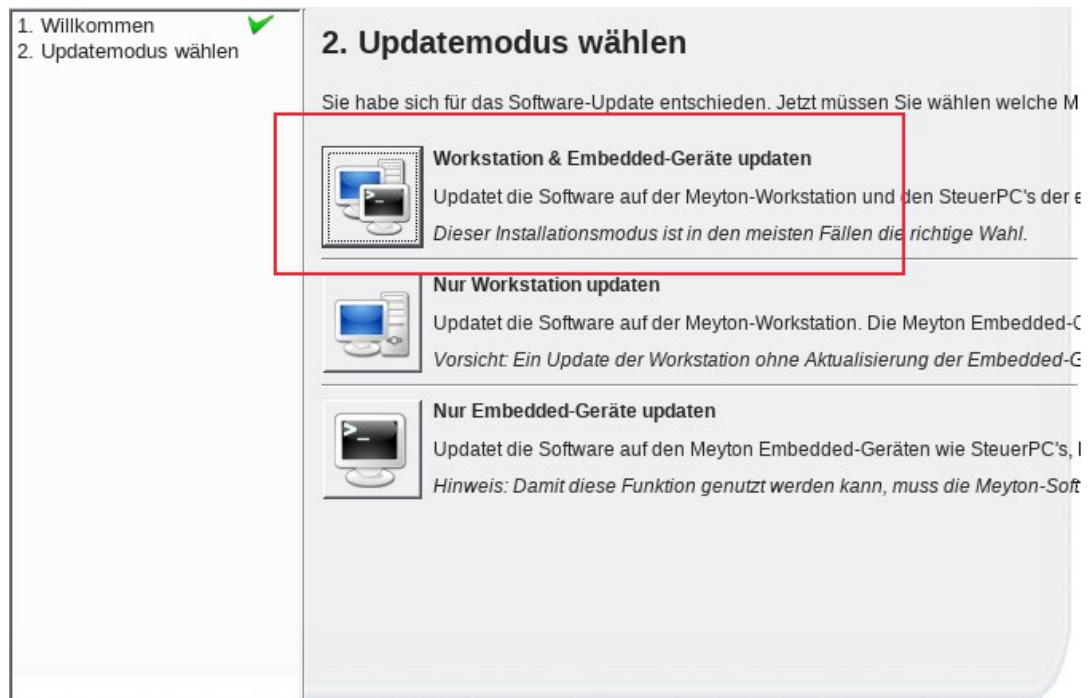 1. Willkommen
2. Updatemodus wählen
2. Updatemodus wählen
Sie habe sich für das Software-Update entschieden. Jetzt müssen Sie wählen welche M
Workstation & Embedded-Geräte updaten
Updatet die Software auf der Meyton-Workstation und den SteuerPC's der e
Dieser Installationsmodus ist in den meisten Fällen die richtige Wahl.
Nur Workstation updaten
Updatet die Software auf der Meyton-Workstation. Die Meyton Embedded-G
Vorsicht: Ein Update der Workstation ohne Aktualisierung der Embedded-G
Nur Embedded-Geräte updaten
Updatet die Software auf den Meyton Embedded-Geräten wie SteuerPC's,
Hinweis: Damit diese Funktion genutzt werden kann, muss die Meyton-Soft